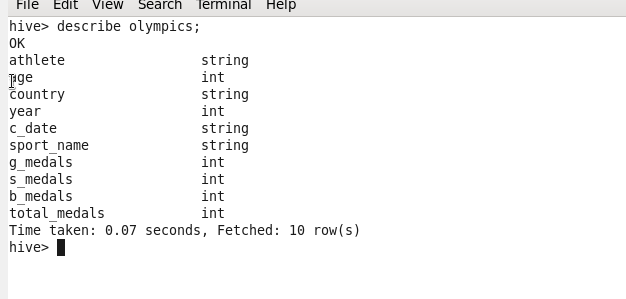 File Edit View Search Terminal Help
hive> describe olympics;
OK
athlete string
age int
country string
year int
c_date string
sport_name string
g_medals int
s_medals int
b_medals int
total_medals int
Time taken: 0.07 seconds, Fetched: 10 row(s)
hive>